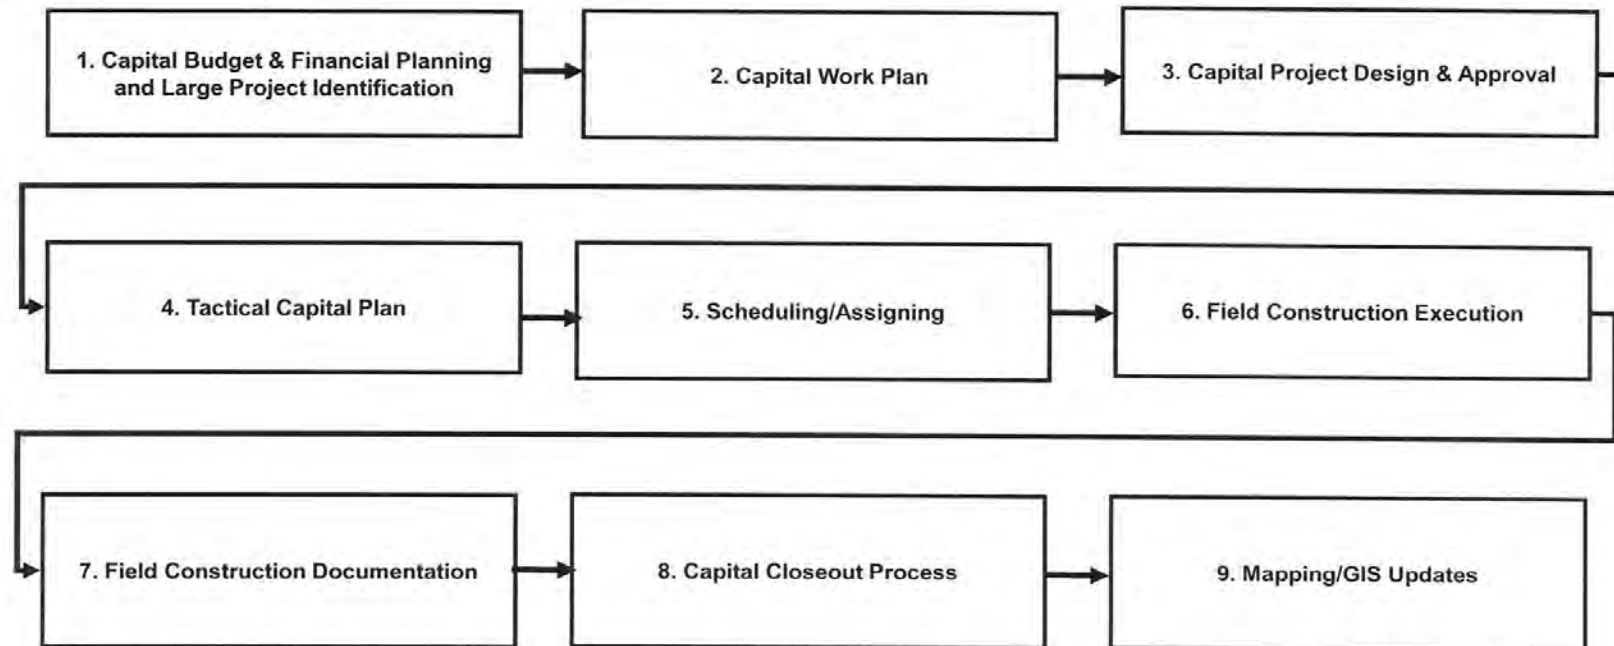 1. Capital Budget & Financial Planning
and Large Project Identification
2. Capital Work Plan
3. Capital Project Design & Approval
4. Tactical Capital Plan
5. Scheduling/Assigning
6. Field Construction Execution
7. Field Construction Documentation
8. Capital Closeout Process
9. Mapping/GIS Updates